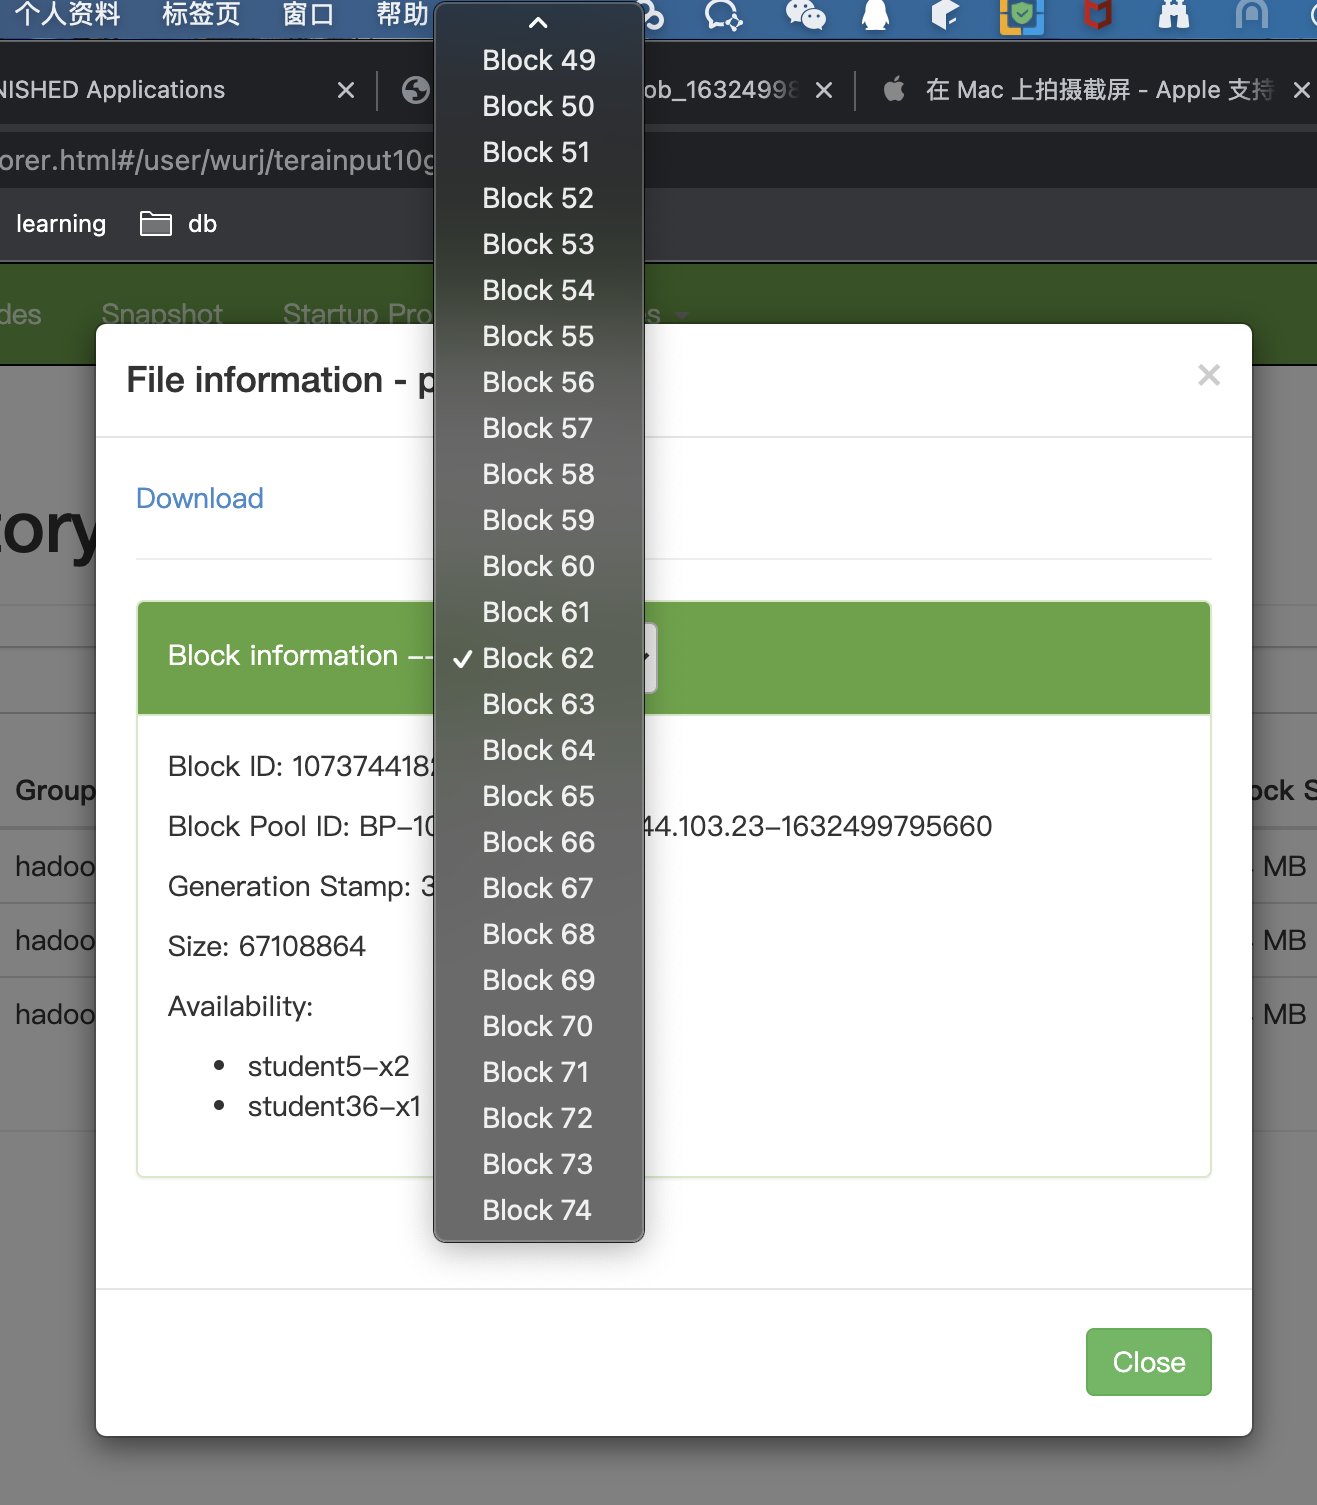 个人资料 标签页 窗口 帮助
NISHED Applications
ob_1632499
在 Mac 上拍摄截屏 - Apple 支持
orer.html#/user/wurj/terainput10g
learning db
des Snapshot Startup Pro s
File information - p
Download
tory
Block information --
Block ID: 107374418
Block Pool ID: BP-10 44.103.23-1632499795660
Generation Stamp: 3
Size: 67108864
Availability:
student5-x2
student36-x1
Block 49
Block 50
Block 51
Block 52
Block 53
Block 54
Block 55
Block 56
Block 57
Block 58
Block 59
Block 60
Block 61
✓ Block 62
Block 63
Block 64
Block 65
Block 66
Block 67
Block 68
Block 69
Block 70
Block 71
Block 72
Block 73
Block 74
Group ock S
hadoo MB
hadoo MB
hadoo MB
Close